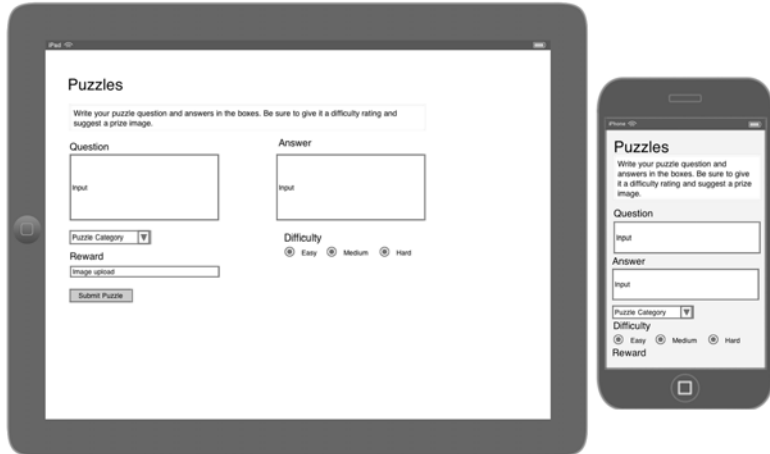 iPad
Puzzles
Write your puzzle question and answers in the boxes. Be sure to give it a difficulty rating and
suggest a prize image.
Question
Answer
Input
Input
Puzzle Category
Difficulty
Easy Medium Hard
Reward
Image upload
Submit Puzzle
iPhone
Puzzles
Write your puzzle question and
answers in the boxes. Be sure to give
it a difficulty rating and suggest a prize
image.
Question
Input
Answer
Input
Puzzle Category
Difficulty
Easy Medium Hard
Reward